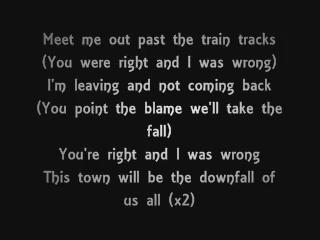 Meet me out past the train tracks
(You were right and I was wrong)
I'm leaving and not coming back
(You point the blame we'll take the
fall)
You're right and I was wrong
This town will be the downfall of
us all (x2)